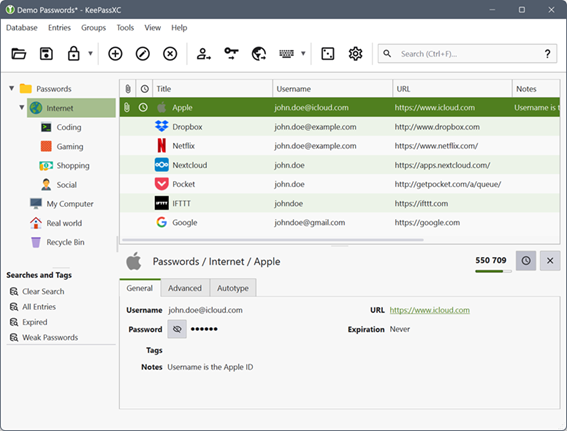 Demo Passwords* - KeePassXC
Database Entries Groups Tools View Help
Search (Ctrl+F)... ?
Passwords
Internet
Coding
Gaming
Shopping
Social
My Computer
Real world
Recycle Bin
Searches and Tags
Clear Search
All Entries
Expired
Weak Passwords
Title Username URL Notes
Apple john.doe@icloud.com https://www.icloud.com Username is t
Dropbox john.doe@example.com http://www.dropbox.com
Netflix john.doe@example.com https://www.netflix.com/
Nextcloud john.doe https://apps.nextcloud.com/
Pocket john.doe http://getpocket.com/a/queue/
IFTTT IFTTT johndoe https://ifttt.com
Google johndoe@gmail.com https://google.com
Passwords / Internet / Apple 550 709
General Advanced Autotype
Username john.doe@icloud.com URL https://www.icloud.com
Password ●●●●●● Expiration Never
Tags
Notes Username is the Apple ID